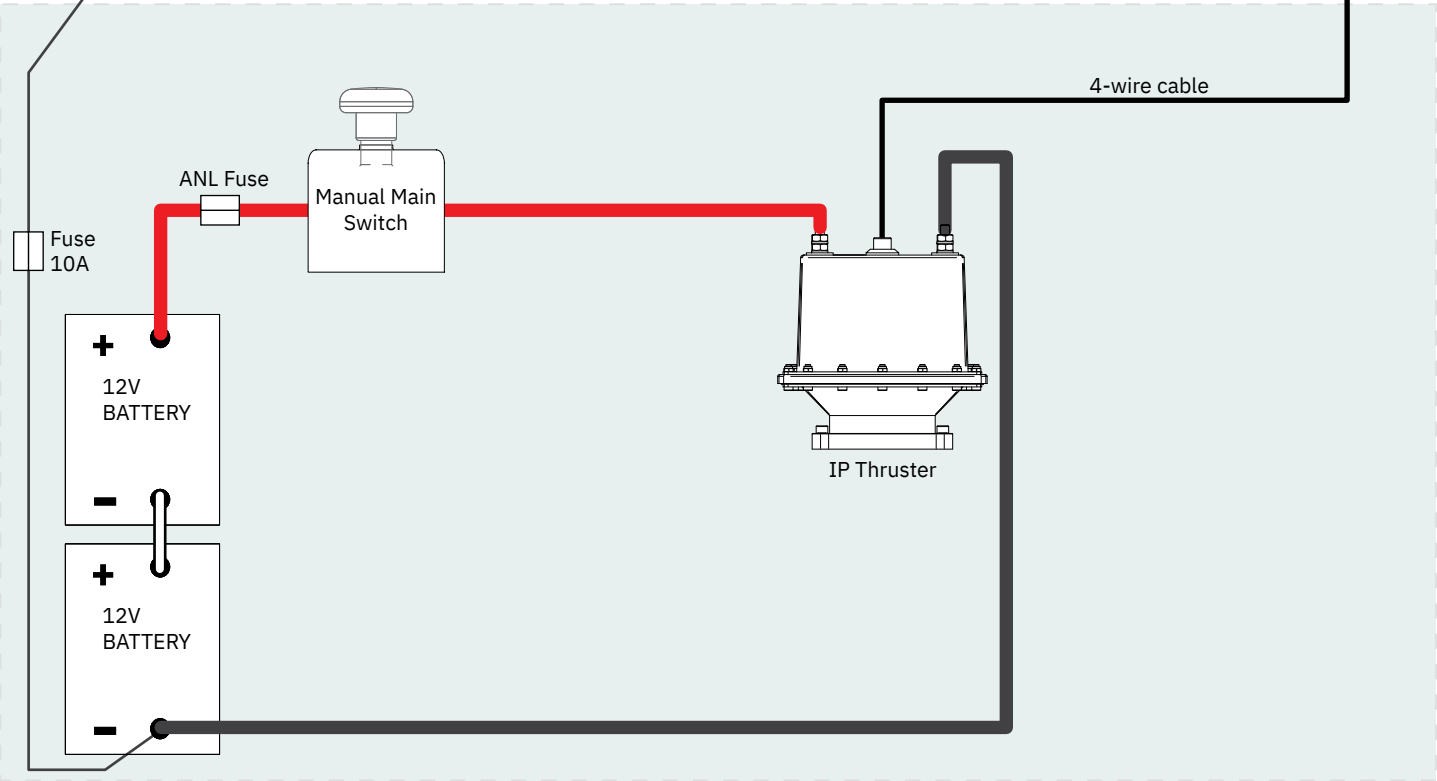 4-wire cable
ANL Fuse
Manual Main
Switch
Fuse
10A
+
12V
BATTERY
-
IP Thruster
+
12V
BATTERY
-